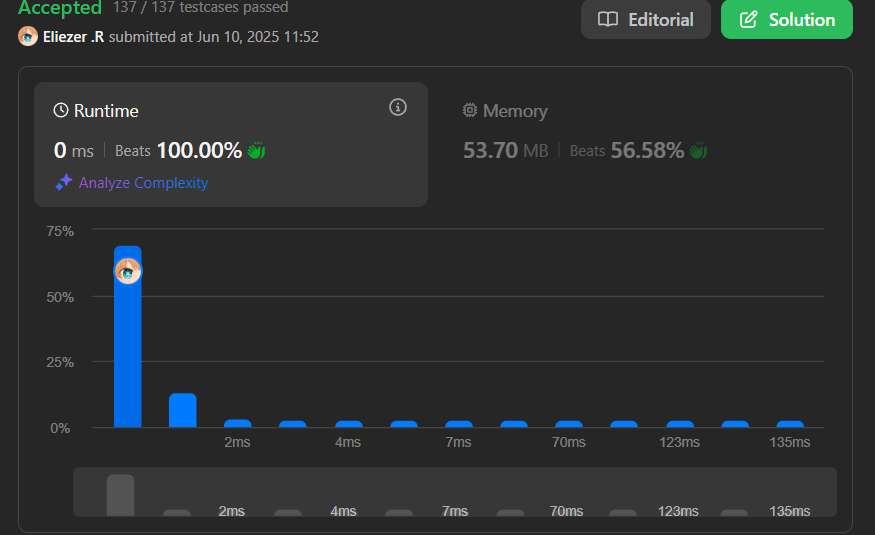 Accepted 137 / 137 testcases passed
Editorial
Solution
Eliezer .R submitted at Jun 10, 2025 11:52
Runtime
0 ms | Beats 100.00%
Analyze Complexity
Memory
53.70 MB | Beats 56.58%
75%
50%
25%
0%
2ms 4ms 7ms 70ms 123ms 135ms
2ms 4ms 7ms 70ms 123ms 135ms